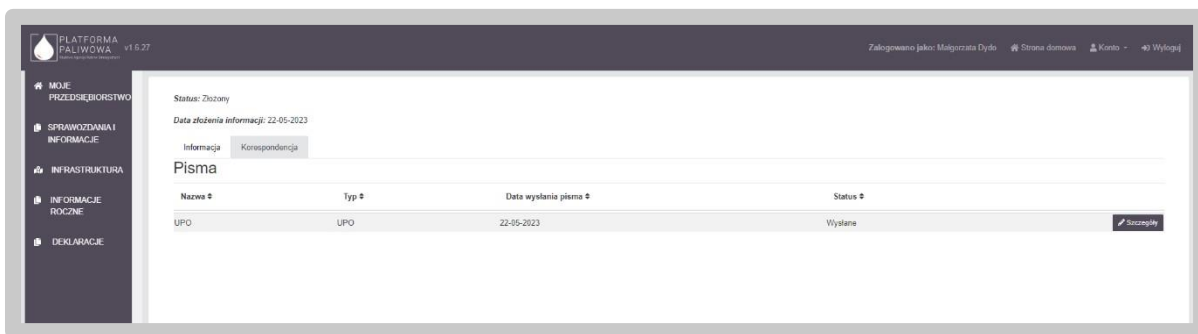 PLATFORMA
PALIWOWA v1.6.27
Zalogowano jako: Małgorzata Dydo Strona domowa Konto Wyloguj
MOJE
PRZEDSIĘBIORSTWO
SPRAWOZDANIA I
INFORMACJE
INFRASTRUKTURA
INFORMACJE
ROCZNE
DEKLARACJE
Status: Złożony
Data złożenia informacji: 22-05-2023
Informacja Korespondencja
Pisma
Nazwa Typ Data wysłania pisma Status
UPO UPO 22-05-2023 Wysłane Szczegóły